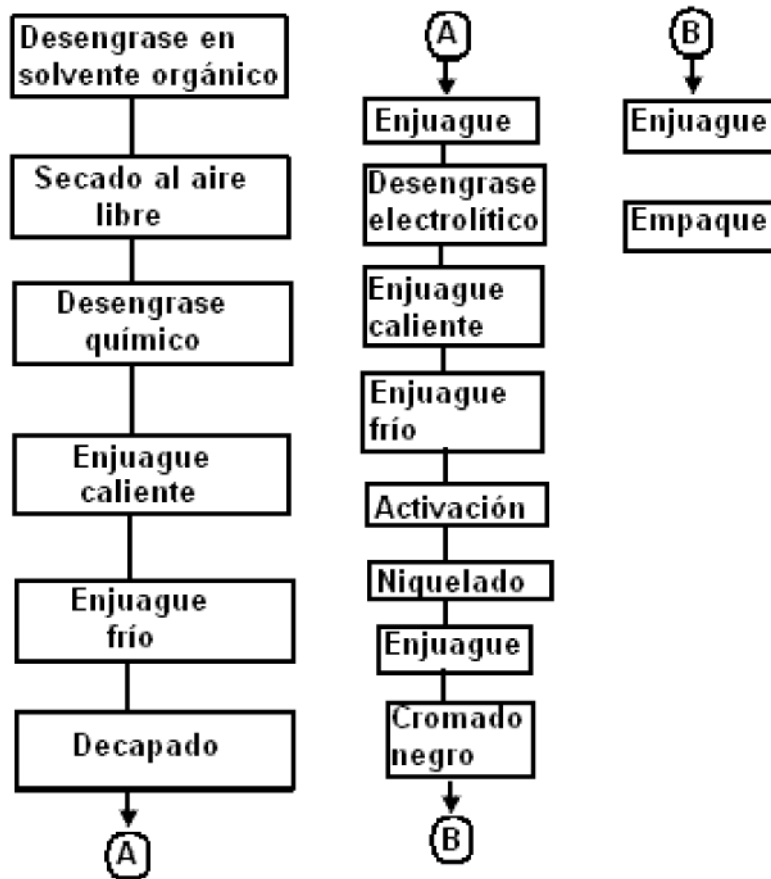 Desengrase en
solvente orgánico
Secado al aire
libre
Desengrase
químico
Enjuague
caliente
Enjuague
frío
Decapado
A
A
Enjuague
Desengrase
electrolítico
Enjuague
caliente
Enjuague
frío
Activación
Niquelado
Enjuague
Cromado
negro
B
B
Enjuague
Empaque